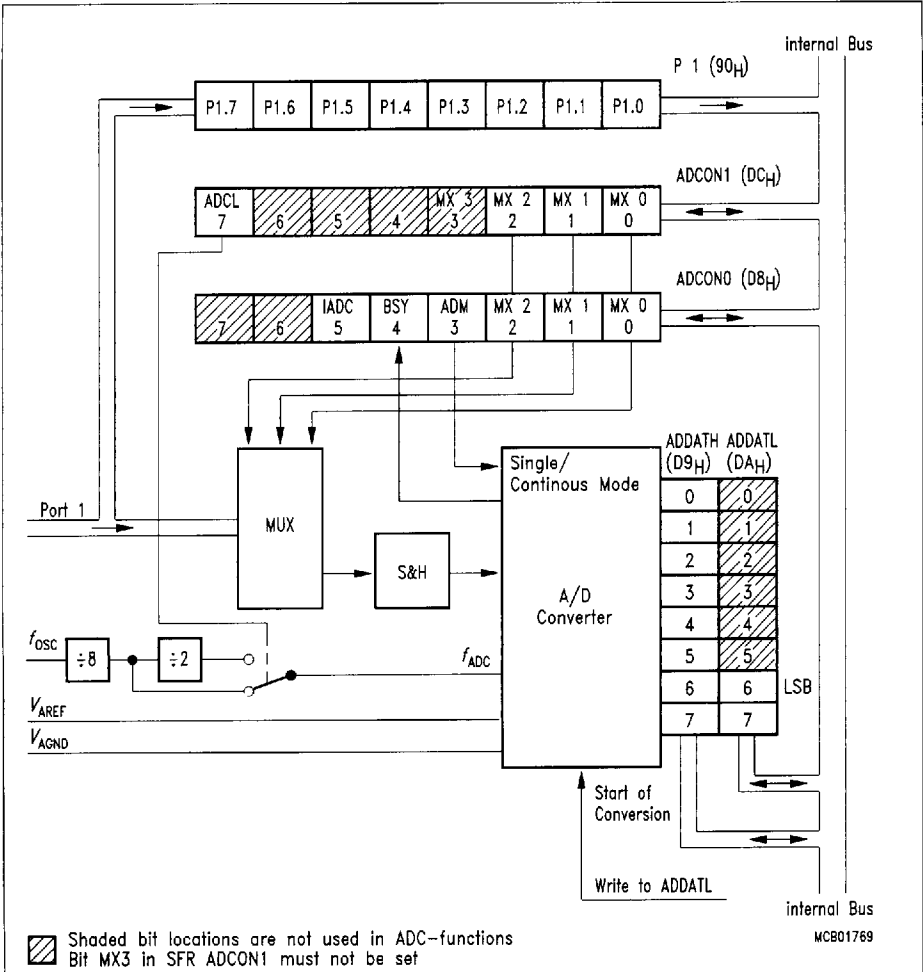 internal Bus
P 1 (90H)
P1.7 P1.6 P1.5 P1.4 P1.3 P1.2 P1.1 P1.0
ADCON1 (DCH)
ADCL MX 3 MX 2 MX 1 MX 0
7 6 5 4 3 2 1 0
ADCON0 (D8H)
IADC BSY ADM MX 2 MX 1 MX 0
7 6 5 4 3 2 1 0
ADDATH ADDATL
(D9H) (DAH)
Single/
Continous Mode
0 0
Port 1
1 1
MUX
2 2
S&H
3 3
A/D
Converter
4 4
fOSC
÷8
÷2
fADC
5 5
6 6 LSB
VAREF
7 7
VAGND
Start of
Conversion
Write to ADDATL
internal Bus
MCB01769
Shaded bit locations are not used in ADC-functions
Bit MX3 in SFR ADCON1 must not be set